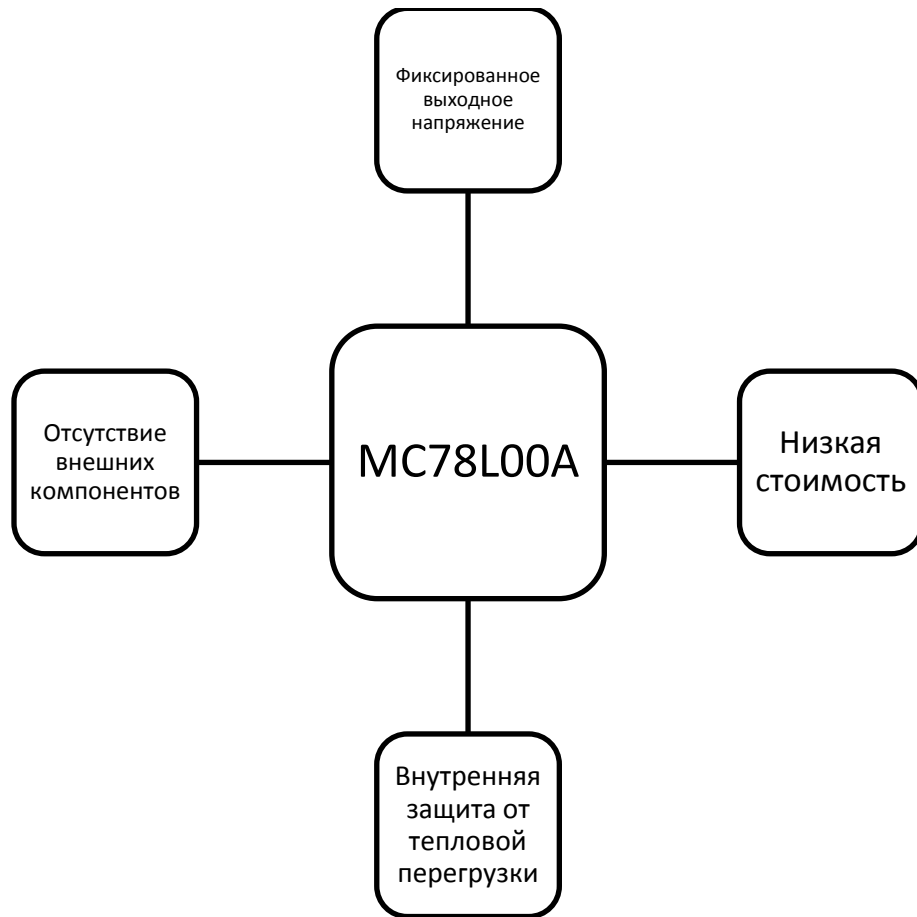 Фиксированное
выходное
напряжение
Отсутствие
внешних
компонентов
MC78L00A
Низкая
стоимость
Внутренняя
защита от
тепловой
перегрузки